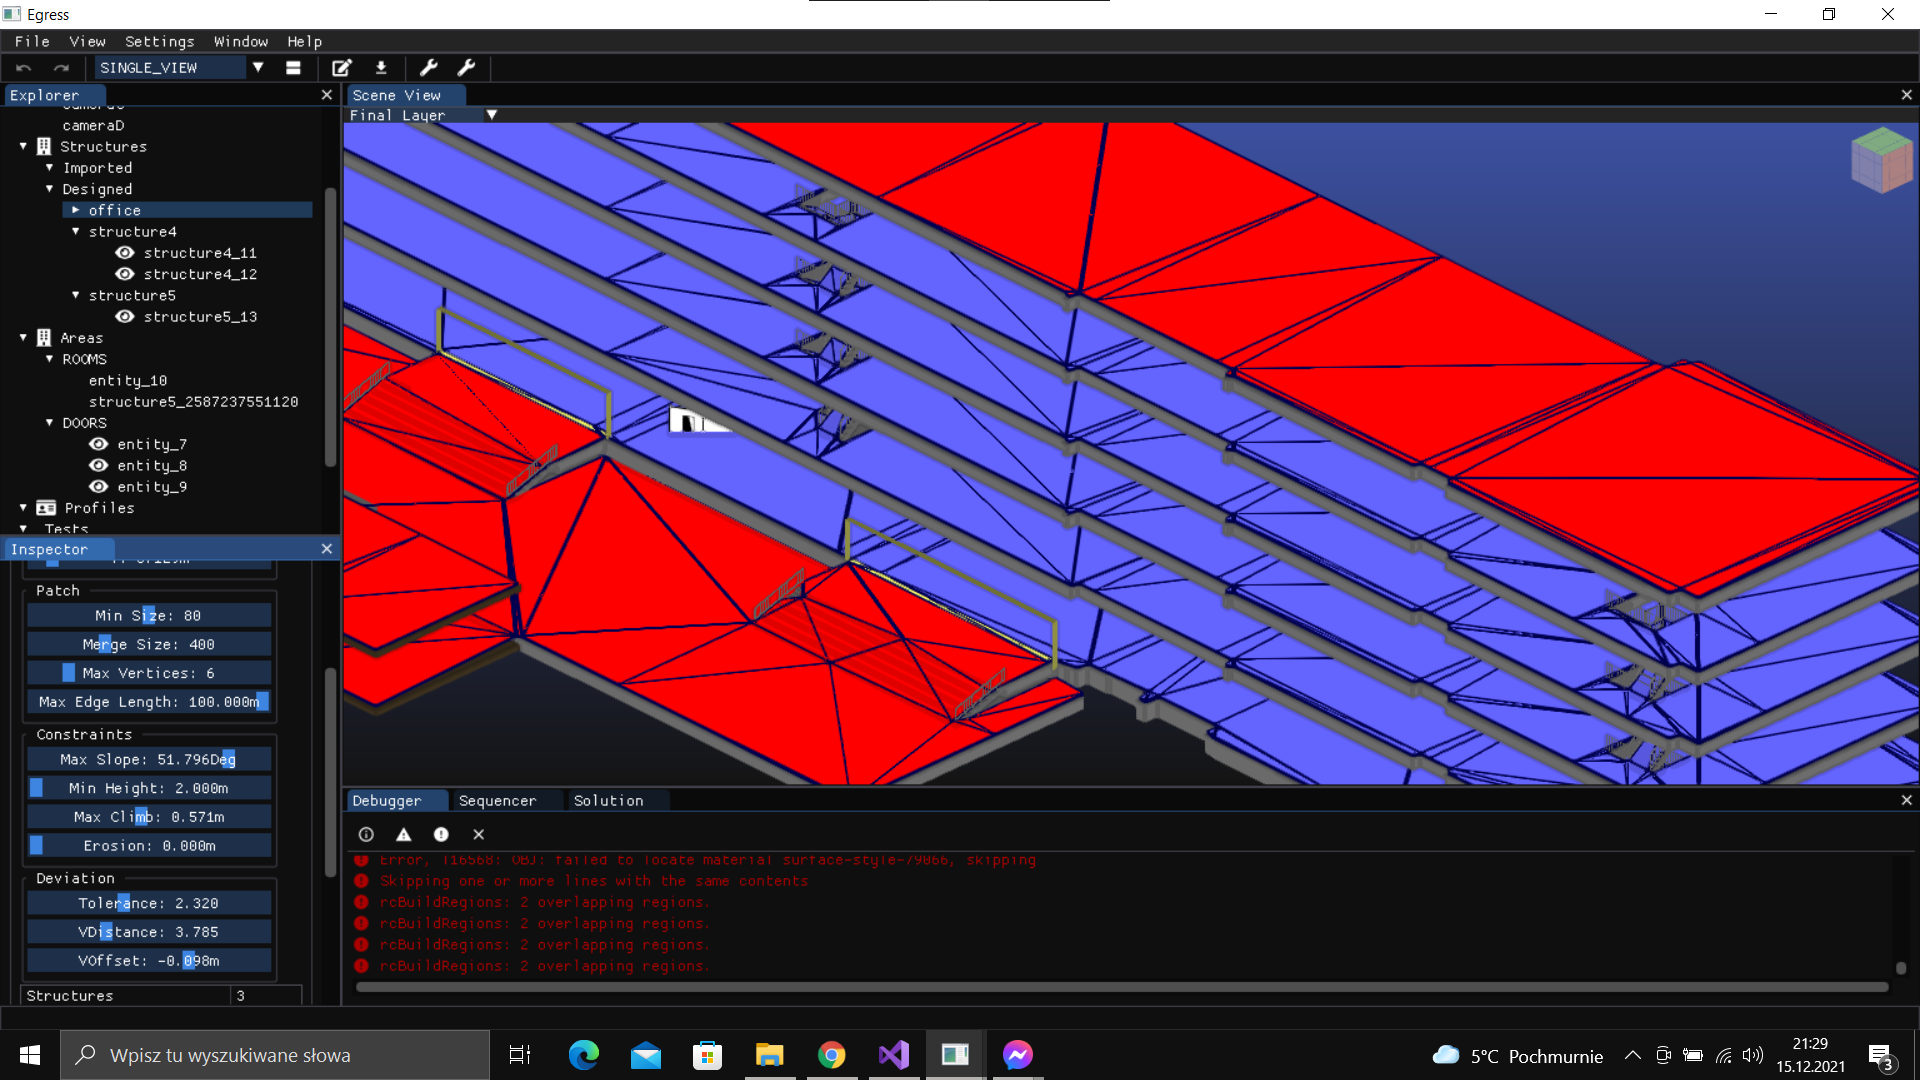 Egress
File View Settings Window Help
SINGLE_VIEW
Explorer
cameraD
Structures
Imported
Designed
office
structure4
structure4_11
structure4_12
structure5
structure5_13
Areas
ROOMS
entity_10
structure5_2587237551120
DOORS
entity_7
entity_8
entity_9
Profiles
Tests
Inspector
Patch
Min Size: 80
Merge Size: 400
Max Vertices: 6
Max Edge Length: 100.000m
Constraints
Max Slope: 51.796Deg
Min Height: 2.000m
Max Climb: 0.571m
Erosion: 0.000m
Deviation
Tolerance: 2.320
VDistance: 3.785
VOffset: -0.098m
Structures 3
Scene View
Final Layer
Debugger Sequencer Solution
Error, T16568: OBJ: failed to locate material surface-style-79066, skipping
Skipping one or more lines with the same contents
rcBuildRegions: 2 overlapping regions.
rcBuildRegions: 2 overlapping regions.
rcBuildRegions: 2 overlapping regions.
rcBuildRegions: 2 overlapping regions.
Wpisz tu wyszukiwane słowa
5°C Pochmurnie
21:29
15.12.2021
3